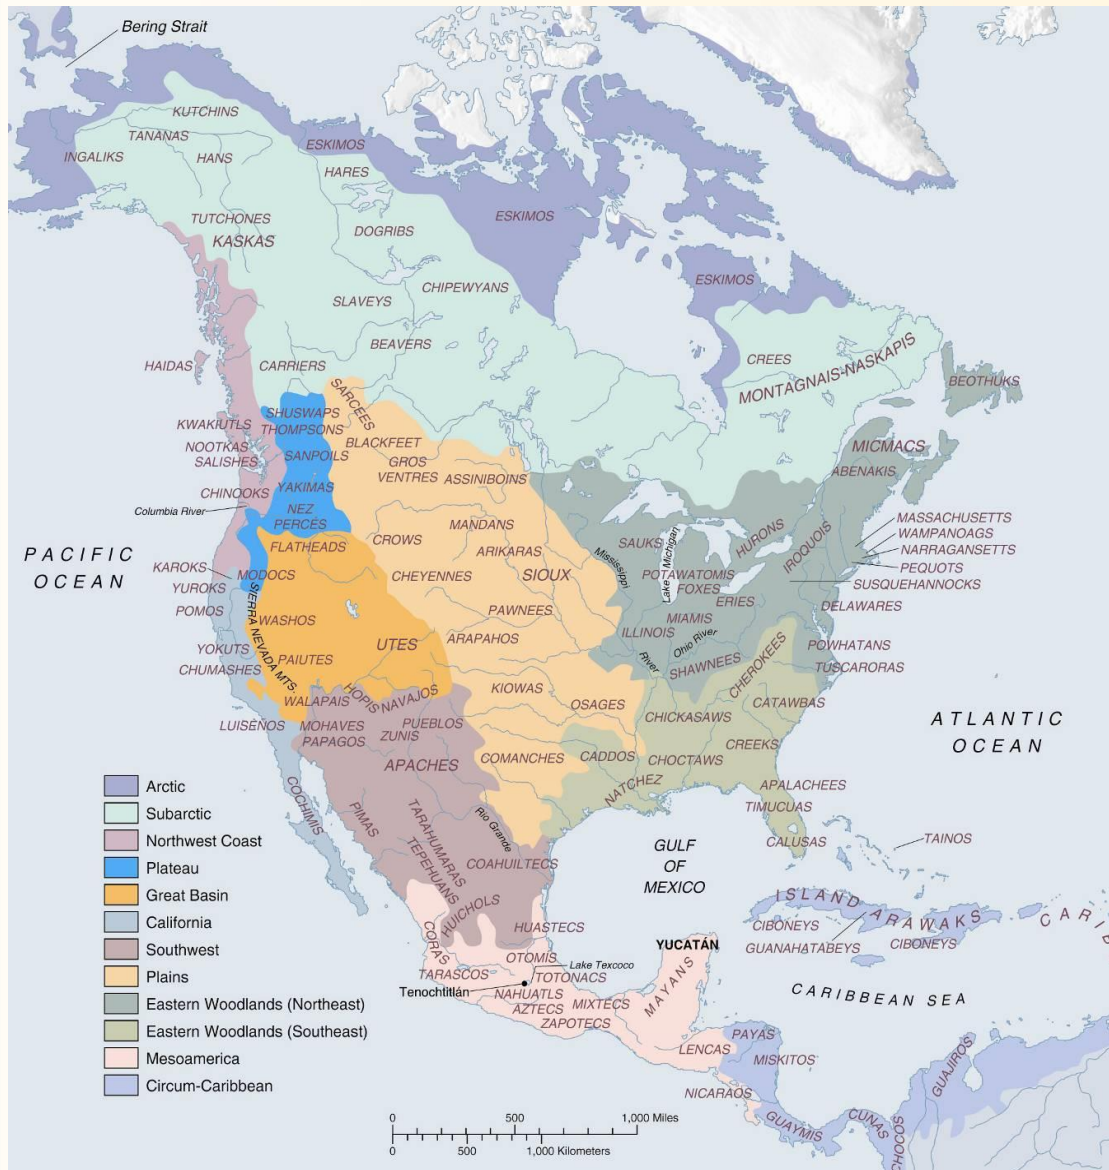 Bering Strait
KUTCHINS
TANANAS
INGALIKS
HANS
ESKIMOS
HARES
TUTCHONES
KASKAS
DOGRIBS
ESKIMOS
ESKIMOS
SLAVEYS
CHIPEWYANS
BEAVERS
HAIDAS
CARRIERS
CREES
MONTAGNAIS-NASKAPIS
BEOTHUKS
SARCEES
SHUSWAPS
KWAKIUTLS
THOMPSONS
NOOTKAS
SALISHES
SANPOILS
BLACKFEET
GROS
VENTRES
ASSINIBOINS
MICMACS
ABENAKIS
CHINOOKS
YAKIMAS
Columbia River
NEZ
PERCÉS
FLATHEADS
CROWS
MANDANS
ARIKARAS
SIOUX
CHEYENNES
Mississippi
River
SAUKS
Lake Michigan
HURONS
IROQUOIS
MASSACHUSETTS
WAMPANOAGS
NARRAGANSETTS
PEQUOTS
SUSQUEHANNOCKS
POTAWATOMIS
FOXES
ERIES
DELAWARES
PACIFIC
OCEAN
KAROKS
YUROKS
MODOCS
POMOS
SIERRA NEVADA MTS.
WASHOS
YOKUTS
CHUMASHES
PAIUTES
UTES
PAWNEES
ARAPAHOS
ILLINOIS
MIAMIS
Ohio River
SHAWNEES
CHEROKEES
POWHATANS
TUSCARORAS
KIOWAS
OSAGES
WALAPAIS
HOPIS
NAVAJOS
LUISEÑOS
MOHAVES
PAPAGOS
ZUNIS
PUEBLOS
APACHES
COMANCHES
CADDOS
NATCHEZ
CHICKASAWS
CATAWBAS
CREEKS
CHOCTAWS
APALACHEES
TIMUCUAS
CALUSAS
ATLANTIC
OCEAN
COCHIMIS
PIMAS
TARAHUMARAS
TEPEHUANS
Rio Grande
COAHUILTECS
HUICHOLS
CORAS
HUASTECS
GULF
OF
MEXICO
TAINOS
ISLAND ARAWAKS
CARIB
CIBONEYS
GUANAHATABEYS
CIBONEYS
YUCATÁN
OTOMIS
Lake Texcoco
TARASCOS
TOTONACS
Tenochtitlán
NAHUATLS
AZTECS
MIXTECS
ZAPOTECS
MAYANS
CARIBBEAN SEA
LENCAS
PAYAS
MISKITOS
NICARAOS
GUAYMIS
CUNAS
CHOCOS
GUAJIROS
Arctic
Subarctic
Northwest Coast
Plateau
Great Basin
California
Southwest
Plains
Eastern Woodlands (Northeast)
Eastern Woodlands (Southeast)
Mesoamerica
Circum-Caribbean
0 500 1,000 Miles
0 500 1,000 Kilometers